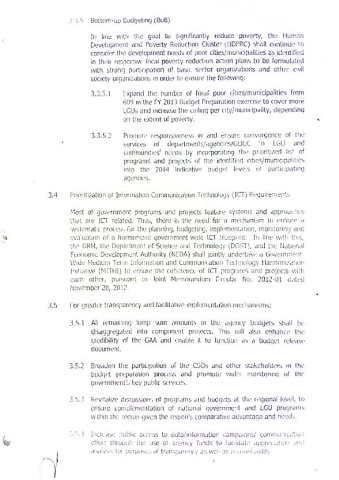 3.3.5 Bottom-up Budgeting (BuB)
In line with the goal to significantly reduce poverty, the Human
Development and Poverty Reduction Cluster (HDPRC) shall continue to
consider the development needs of poor cities/municipalities as identified
in their respective local poverty reduction action plans to be formulated
with strong participation of basic sector organizations and other civil
society organizations in order to ensure the following:
3.3.5.1 Expand the number of local poor cities/municipalities from
609 in the FY 2013 Budget Preparation exercise to cover more
LGUs and increase the ceiling per city/municipality, depending
on the extent of poverty.
3.3.5.2 Promote responsiveness in and ensure convergence of the
services of departments/agencies/GOCC to LGU and
communities' needs by incorporating the prioritized list of
programs and projects of the identified cities/municipalities
into the 2014 indicative budget levels of participating
agencies.
3.4 Prioritization of Information Communication Technology (ICT) Requirements
Most of government programs and projects feature systems and approaches
that are ICT related. Thus, there is the need for a mechanism to ensure a
systematic process for the planning, budgeting, implementation, monitoring and
evaluation of a harmonized government-wide ICT blueprint. In line with this,
the DBM, the Department of Science and Technology (DOST), and the National
Economic Development Authority (NEDA) shall jointly undertake a Government-
Wide Medium Term Information and Communication Technology Harmonization
Initiative (MITHI) to ensure the coherence of ICT programs and projects with
each other, pursuant to Joint Memorandum Circular No. 2012-01 dated
November 28, 2012.
3.5 For greater transparency and facilitative implementation mechanisms:
3.5.1 All remaining lump sum amounts in the agency budgets shall be
disaggregated into component projects. This will also enhance the
credibility of the GAA and enable it to function as a budget release
document.
3.5.2 Broaden the participation of the CSOs and other stakeholders in the
budget preparation process and promote wider monitoring of the
government's key public services.
3.5.3 Revitalize discussions of programs and budgets at the regional level, to
ensure complementation of national government and LGU programs
within the region given the region's comparative advantage and needs.
3.5.4 Increase public access to data/information campaigns/ communication
effort through the use of agency funds to facilitate appreciation and
analysis for purposes of transparency as well as accountability.